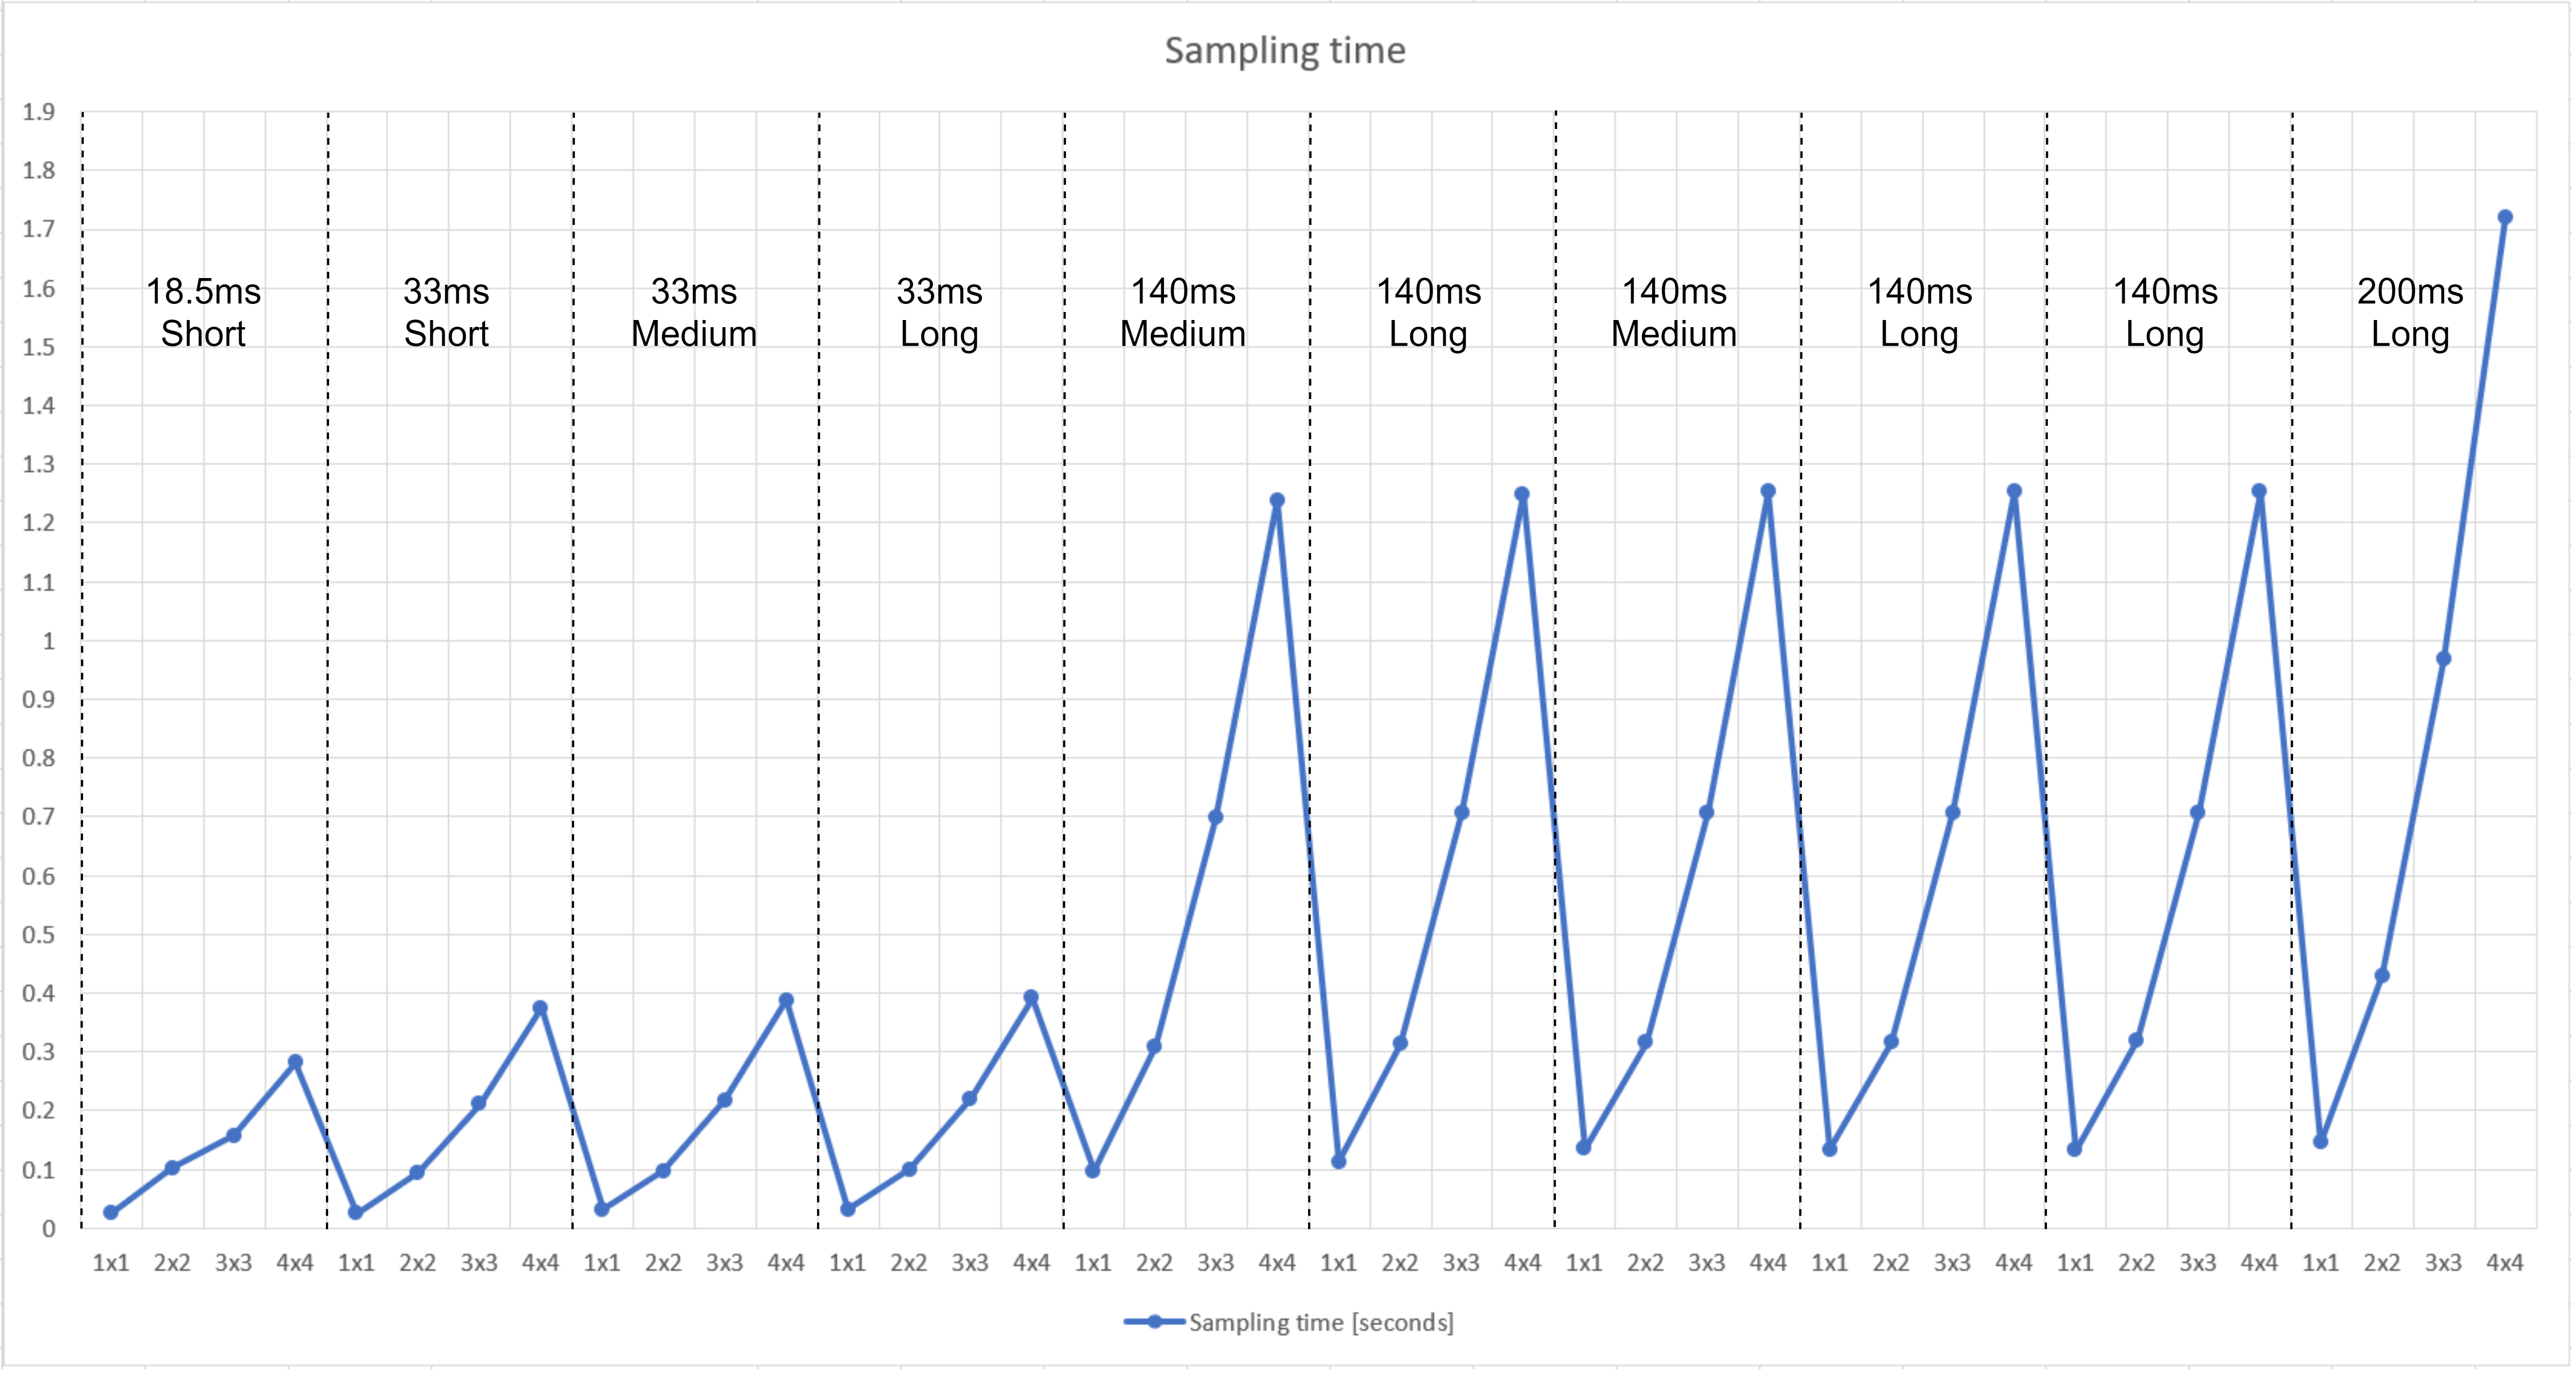 Sampling time
1.9
1.8
1.7
1.6
1.5
1.4
1.3
1.2
1.1
1
0.9
0.8
0.7
0.6
0.5
0.4
0.3
0.2
0.1
0
18.5ms
Short
33ms
Short
33ms
Medium
33ms
Long
140ms
Medium
140ms
Long
140ms
Medium
140ms
Long
140ms
Long
200ms
Long
1x1 2x2 3x3 4x4 1x1 2x2 3x3 4x4 1x1 2x2 3x3 4x4 1x1 2x2 3x3 4x4 1x1 2x2 3x3 4x4 1x1 2x2 3x3 4x4 1x1 2x2 3x3 4x4 1x1 2x2 3x3 4x4 1x1 2x2 3x3 4x4 1x1 2x2 3x3 4x4
Sampling time [seconds]